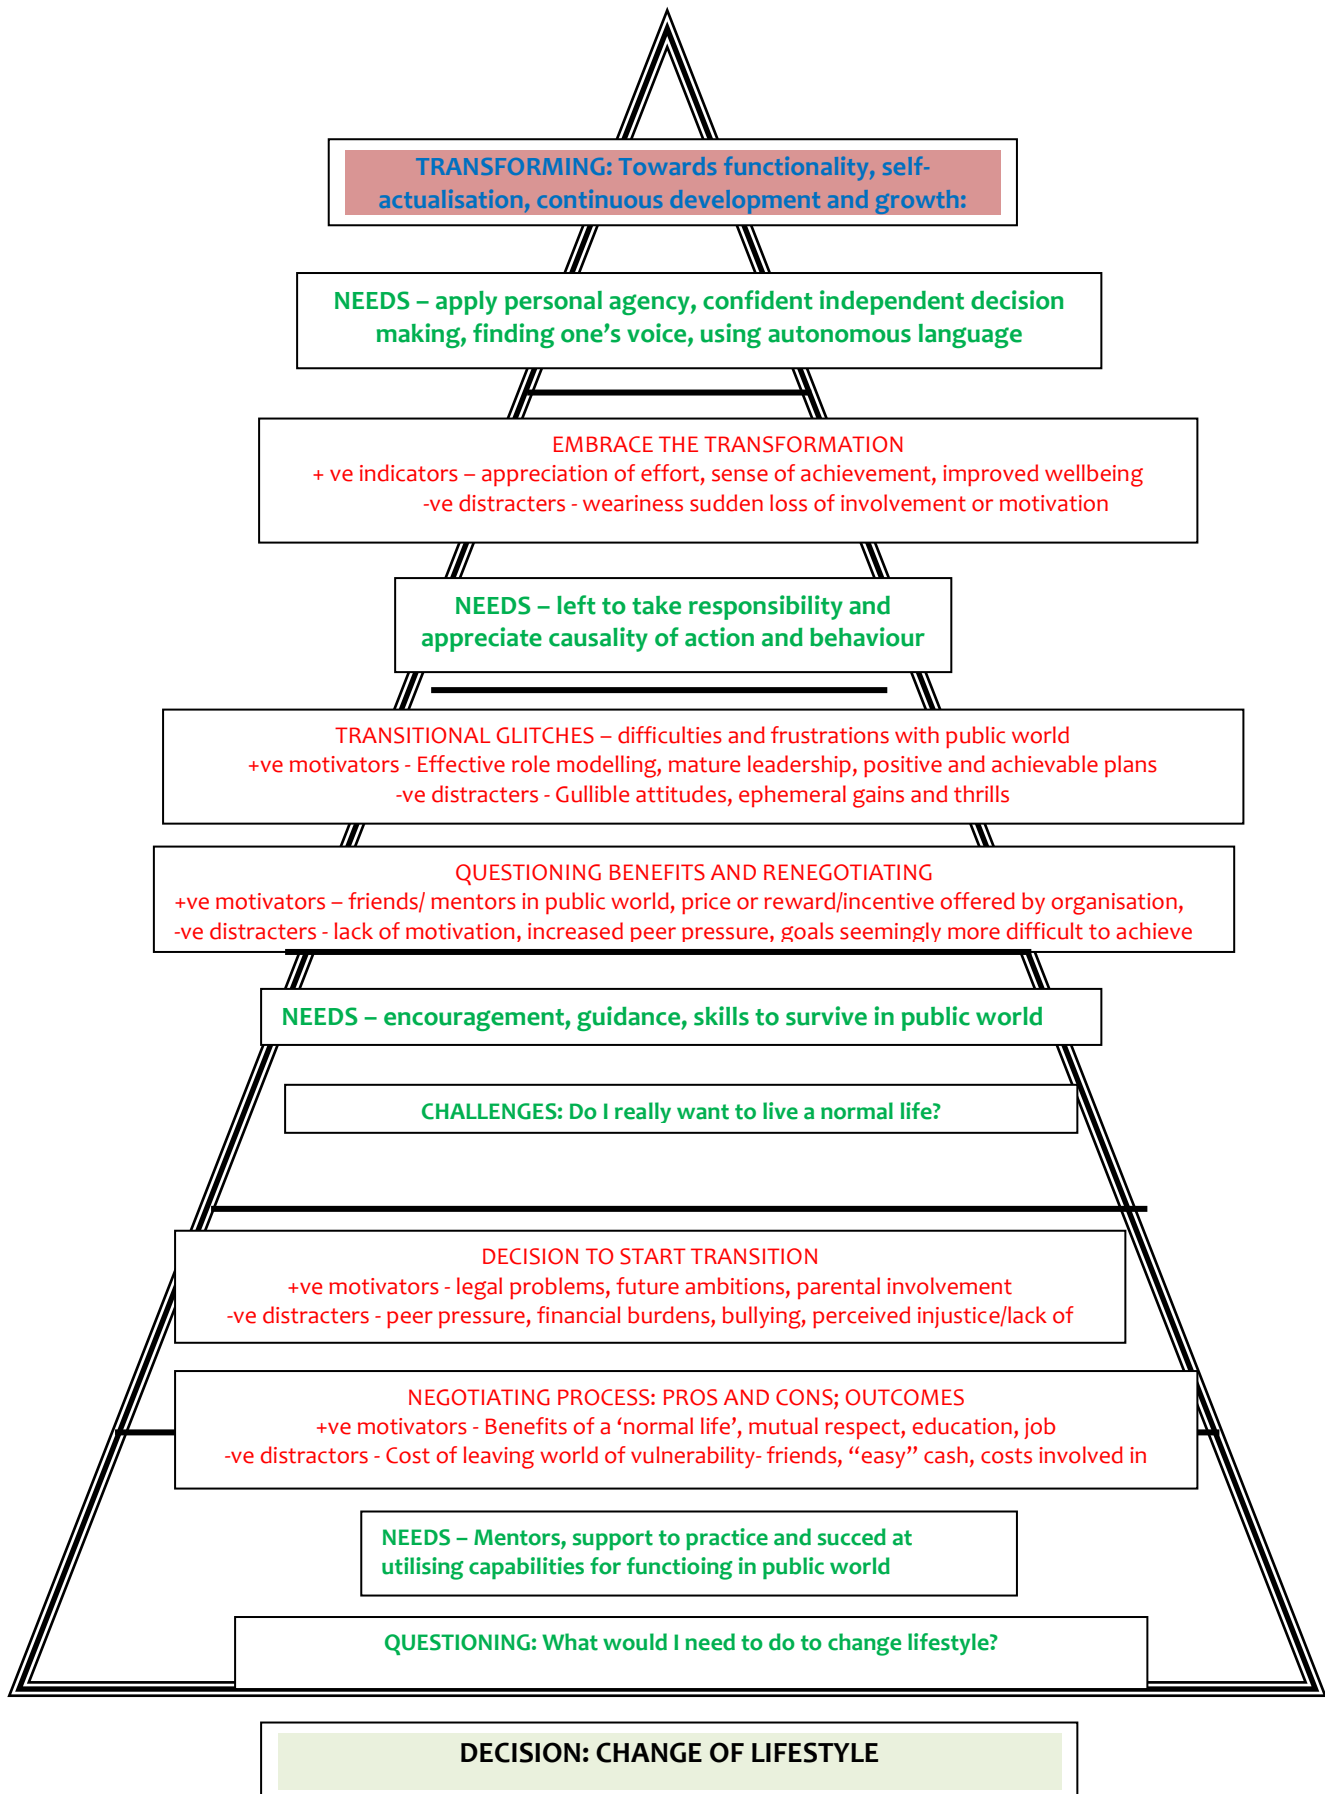 TRANSFORMING: Towards functionality, self-
actualisation, continuous development and growth:
NEEDS – apply personal agency, confident independent decision
making, finding one’s voice, using autonomous language
EMBRACE THE TRANSFORMATION
+ ve indicators – appreciation of effort, sense of achievement, improved wellbeing
-ve distracters - weariness sudden loss of involvement or motivation
NEEDS – left to take responsibility and
appreciate causality of action and behaviour
TRANSITIONAL GLITCHES – difficulties and frustrations with public world
+ve motivators - Effective role modelling, mature leadership, positive and achievable plans
-ve distracters - Gullible attitudes, ephemeral gains and thrills
QUESTIONING BENEFITS AND RENEGOTIATING
+ve motivators – friends/ mentors in public world, price or reward/incentive offered by organisation,
-ve distracters - lack of motivation, increased peer pressure, goals seemingly more difficult to achieve
NEEDS – encouragement, guidance, skills to survive in public world
CHALLENGES: Do I really want to live a normal life?
DECISION TO START TRANSITION
+ve motivators - legal problems, future ambitions, parental involvement
-ve distracters - peer pressure, financial burdens, bullying, perceived injustice/lack of
NEGOTIATING PROCESS: PROS AND CONS; OUTCOMES
+ve motivators - Benefits of a ‘normal life’, mutual respect, education, job
-ve distractors - Cost of leaving world of vulnerability- friends, “easy” cash, costs involved in
NEEDS – Mentors, support to practice and succed at
utilising capabilities for functioing in public world
QUESTIONING: What would I need to do to change lifestyle?
DECISION: CHANGE OF LIFESTYLE